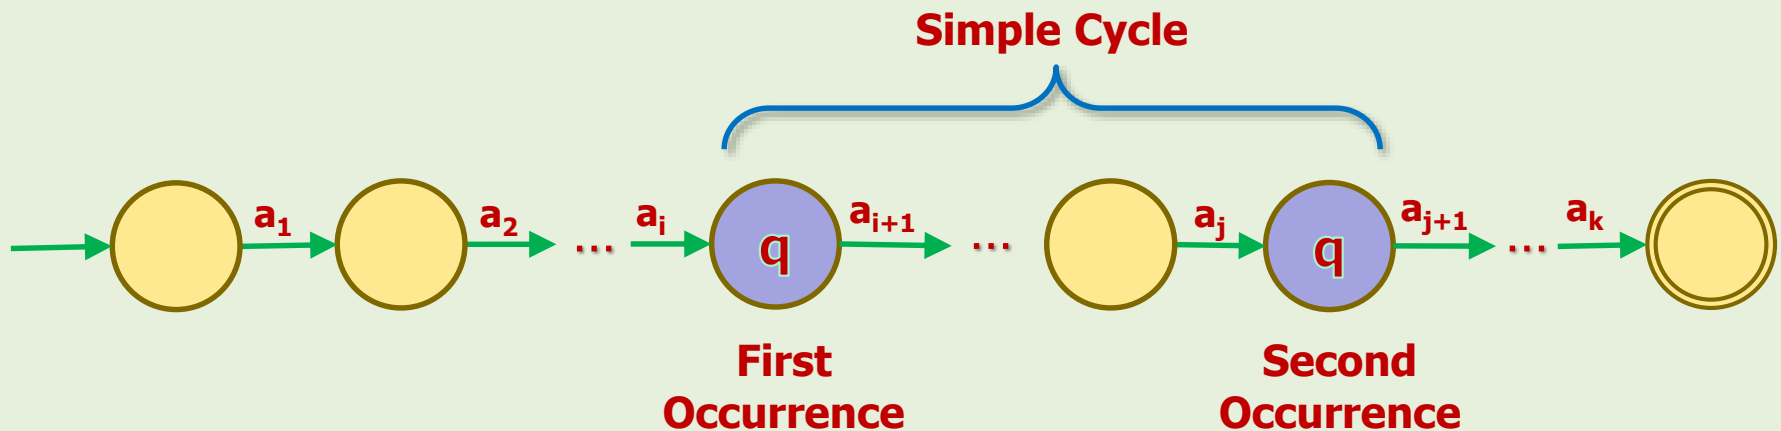 Simple Cycle
a₁ a₂ ... aᵢ q aᵢ₊₁ ... aⱼ q aⱼ₊₁ ... aₖ
First Second
Occurrence Occurrence